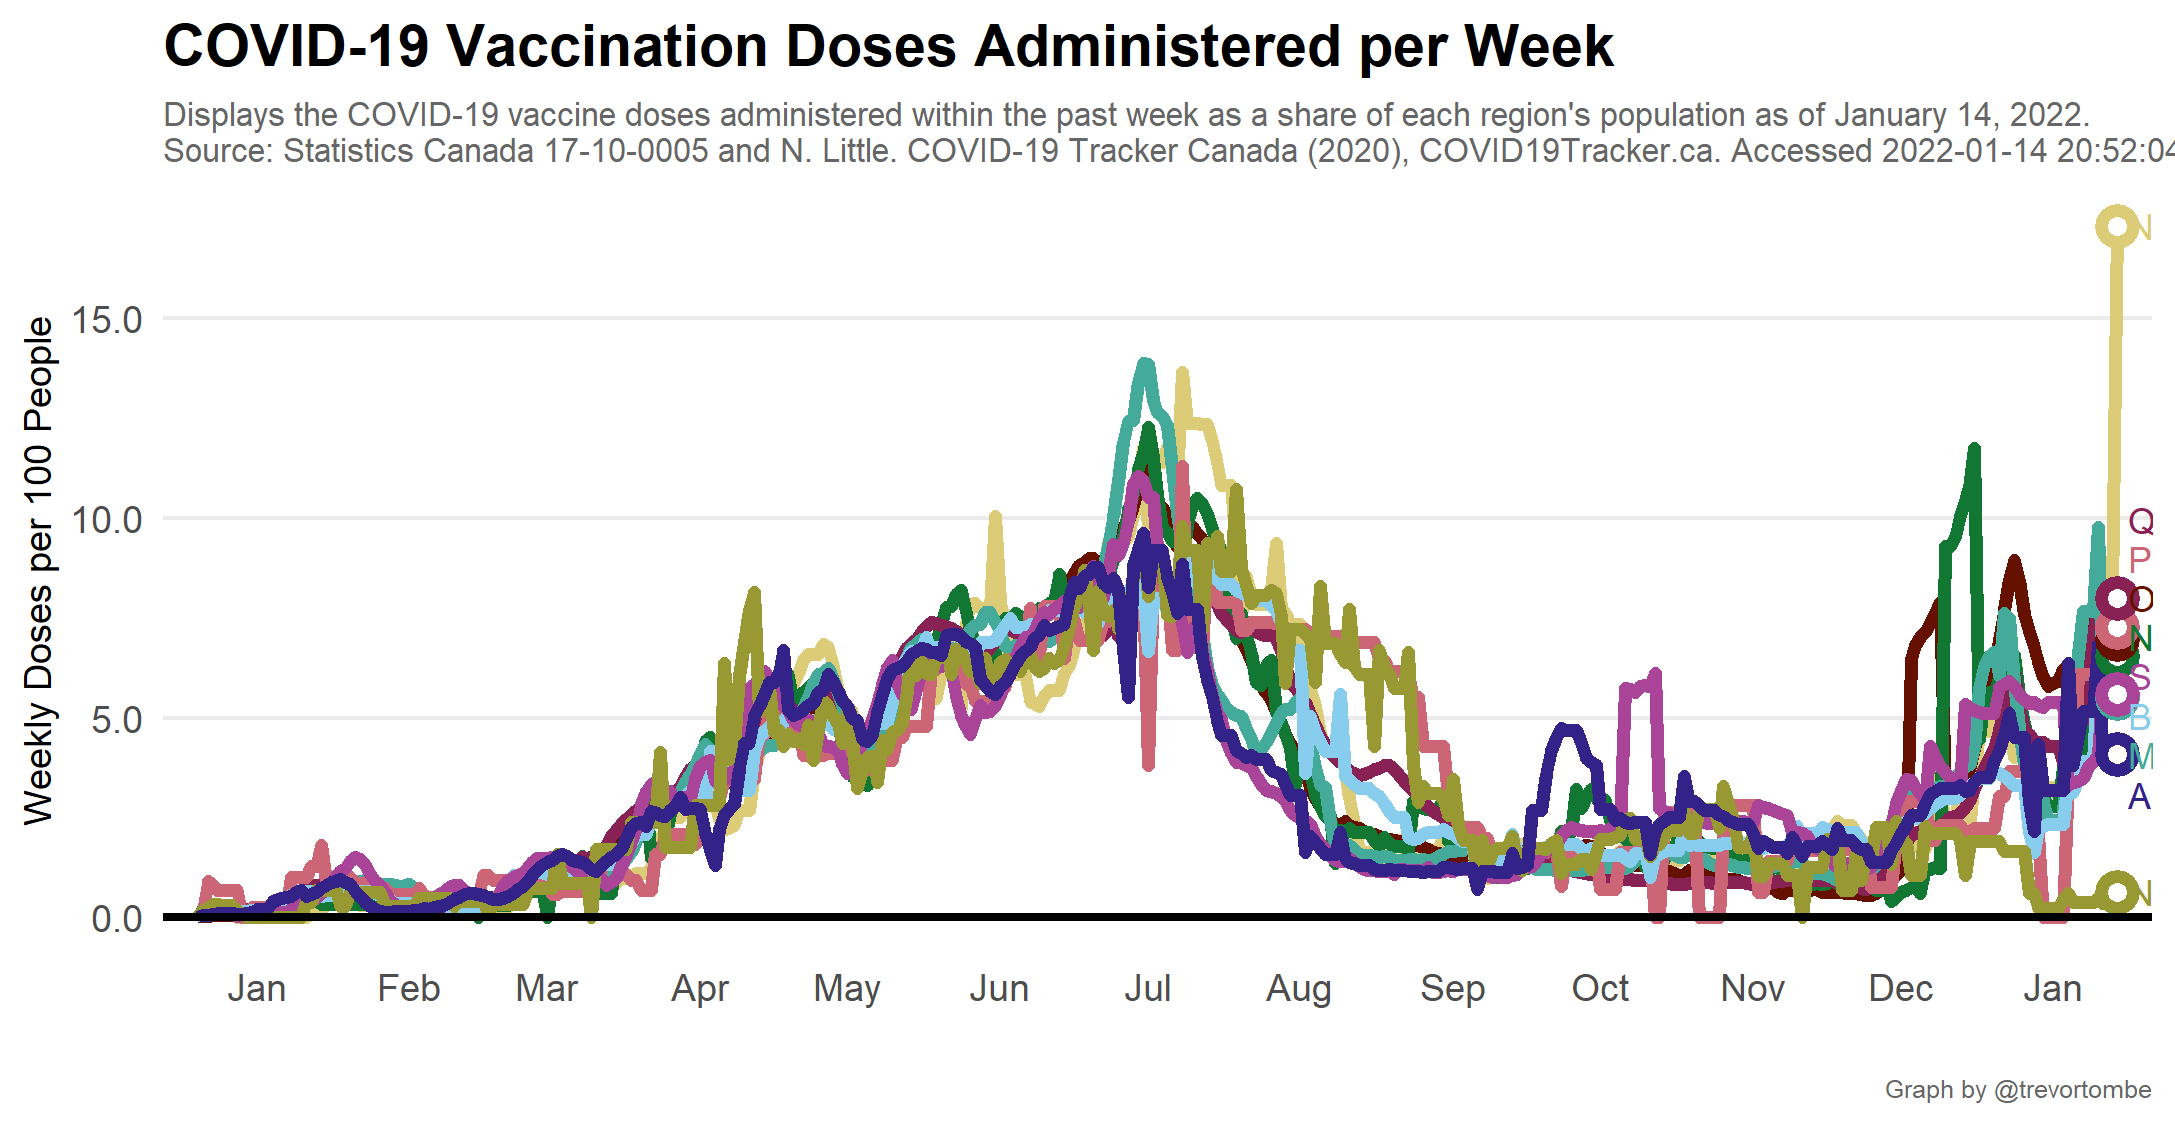 COVID-19 Vaccination Doses Administered per Week
Displays the COVID-19 vaccine doses administered within the past week as a share of each region's population as of January 14, 2022.
Source: Statistics Canada 17-10-0005 and N. Little. COVID-19 Tracker Canada (2020), COVID19Tracker.ca. Accessed 2022-01-14 20:52:04
Weekly Doses per 100 People
15.0
10.0
5.0
0.0
N
Q
P
O
N
S
B
M
A
N
Jan Feb Mar Apr May Jun Jul Aug Sep Oct Nov Dec Jan
Graph by @trevortombe